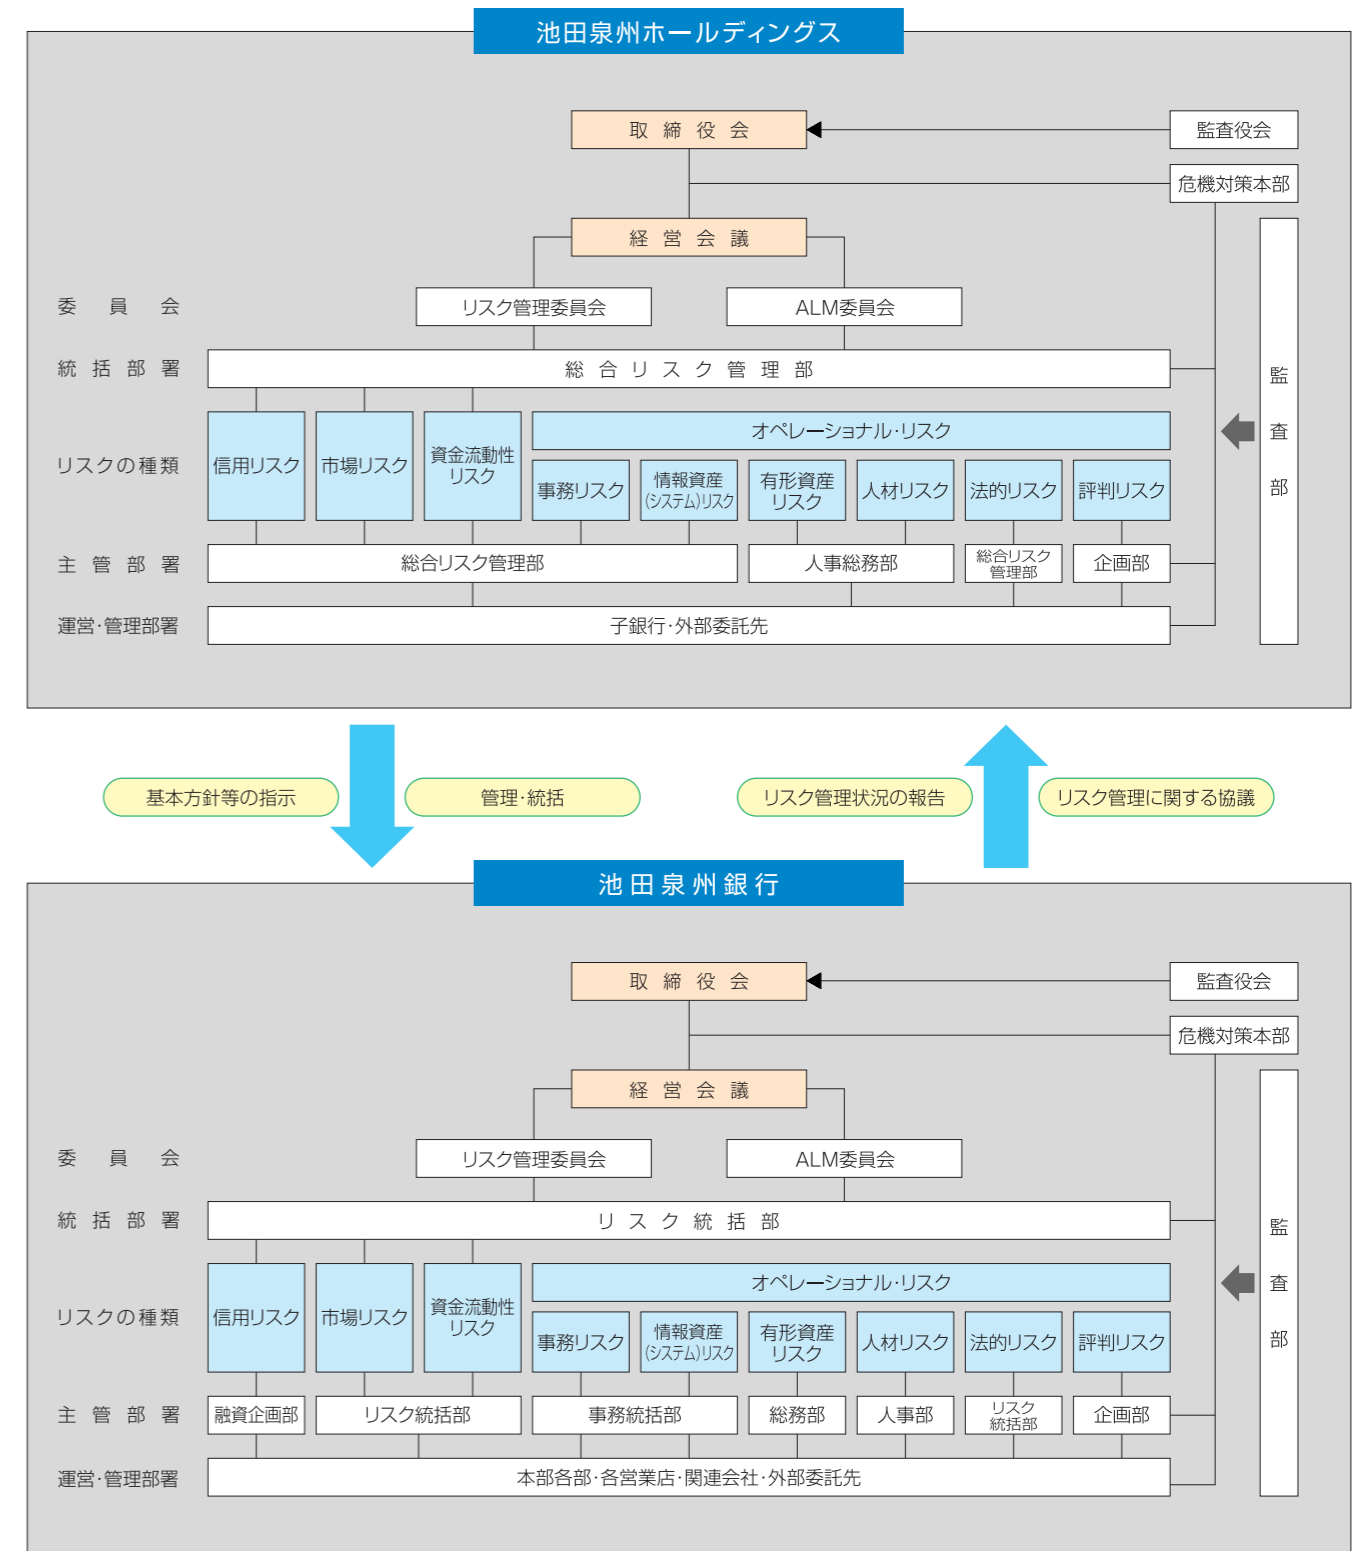 池田泉州ホールディングス
取締役会
監査役会
危機対策本部
経営会議
委員会
リスク管理委員会
ALM委員会
統括部署
総合リスク管理部
監査部
リスクの種類
信用リスク
市場リスク
資金流動性
リスク
オペレーショナル・リスク
事務リスク
情報資産
(システム)リスク
有形資産
リスク
人材リスク
法的リスク
評判リスク
主管部署
総合リスク管理部
人事総務部
総合リスク
管理部
企画部
運営・管理部署
子銀行・外部委託先
基本方針等の指示
管理・統括
リスク管理状況の報告
リスク管理に関する協議
池田泉州銀行
取締役会
監査役会
危機対策本部
経営会議
委員会
リスク管理委員会
ALM委員会
統括部署
リスク統括部
監査部
リスクの種類
信用リスク
市場リスク
資金流動性
リスク
オペレーショナル・リスク
事務リスク
情報資産
(システム)リスク
有形資産
リスク
人材リスク
法的リスク
評判リスク
主管部署
融資企画部
リスク統括部
事務統括部
総務部
人事部
リスク
統括部
企画部
運営・管理部署
本部各部・各営業店・関連会社・外部委託先